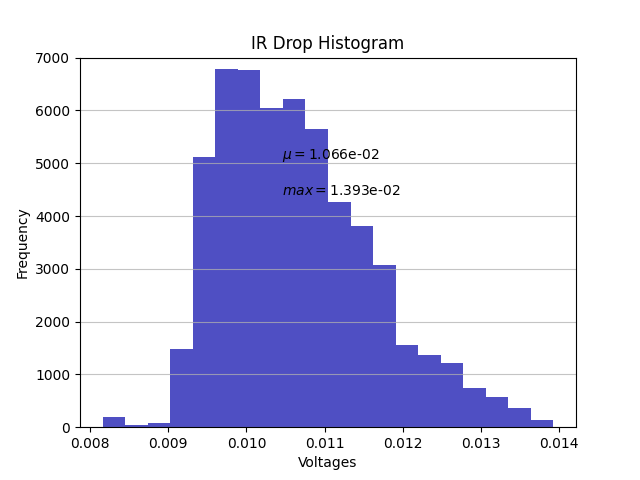 IR Drop Histogram
7000
6000
5000
4000
3000
2000
1000
0
Frequency
μ = 1.066e-02
max = 1.393e-02
0.008 0.009 0.010 0.011 0.012 0.013 0.014
Voltages